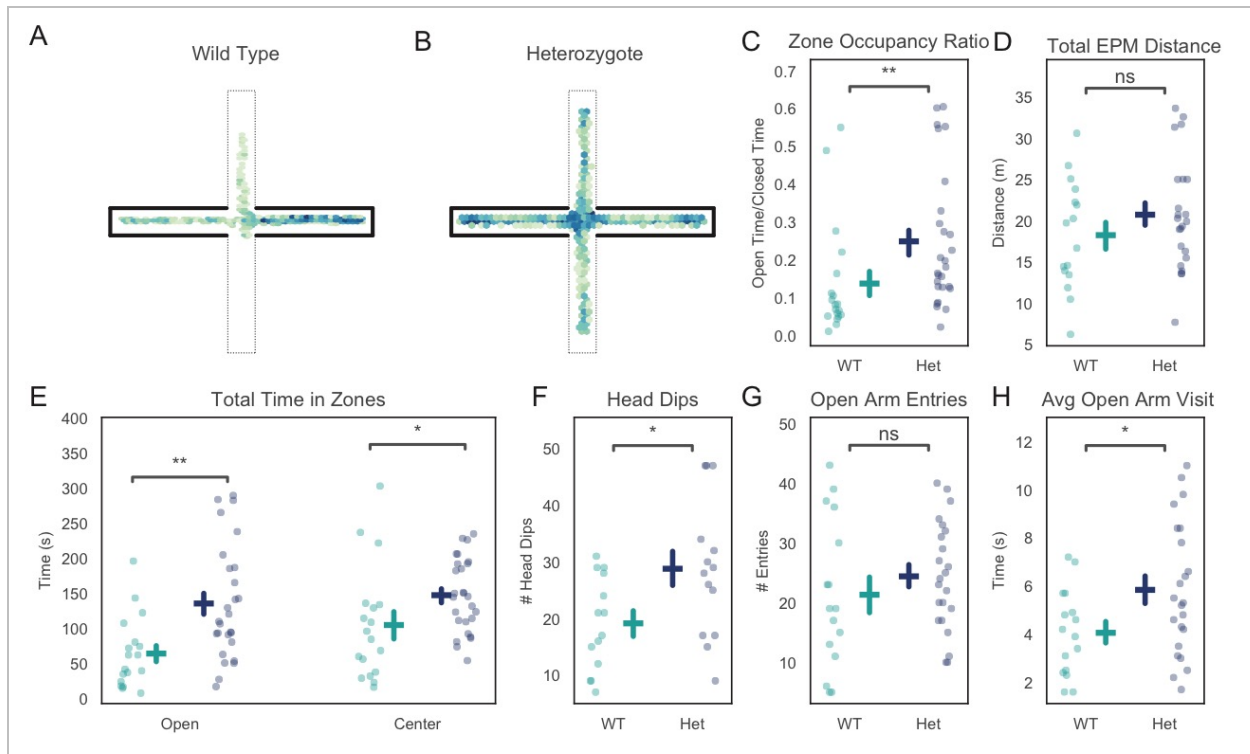 A
Wild Type
B
Heterozygote
C
Zone Occupancy Ratio
Open Time/Closed Time
0.7
0.6
0.5
0.4
0.3
0.2
0.1
0.0
**
WT
Het
D
Total EPM Distance
Distance (m)
35
30
25
20
15
10
5
ns
WT
Het
E
Total Time in Zones
Time (s)
400
350
300
250
200
150
100
50
0
**
*
Open
Center
F
Head Dips
# Head Dips
50
40
30
20
10
*
WT
Het
G
Open Arm Entries
# Entries
50
40
30
20
10
ns
WT
Het
H
Avg Open Arm Visit
Time (s)
12
10
8
6
4
2
*
WT
Het